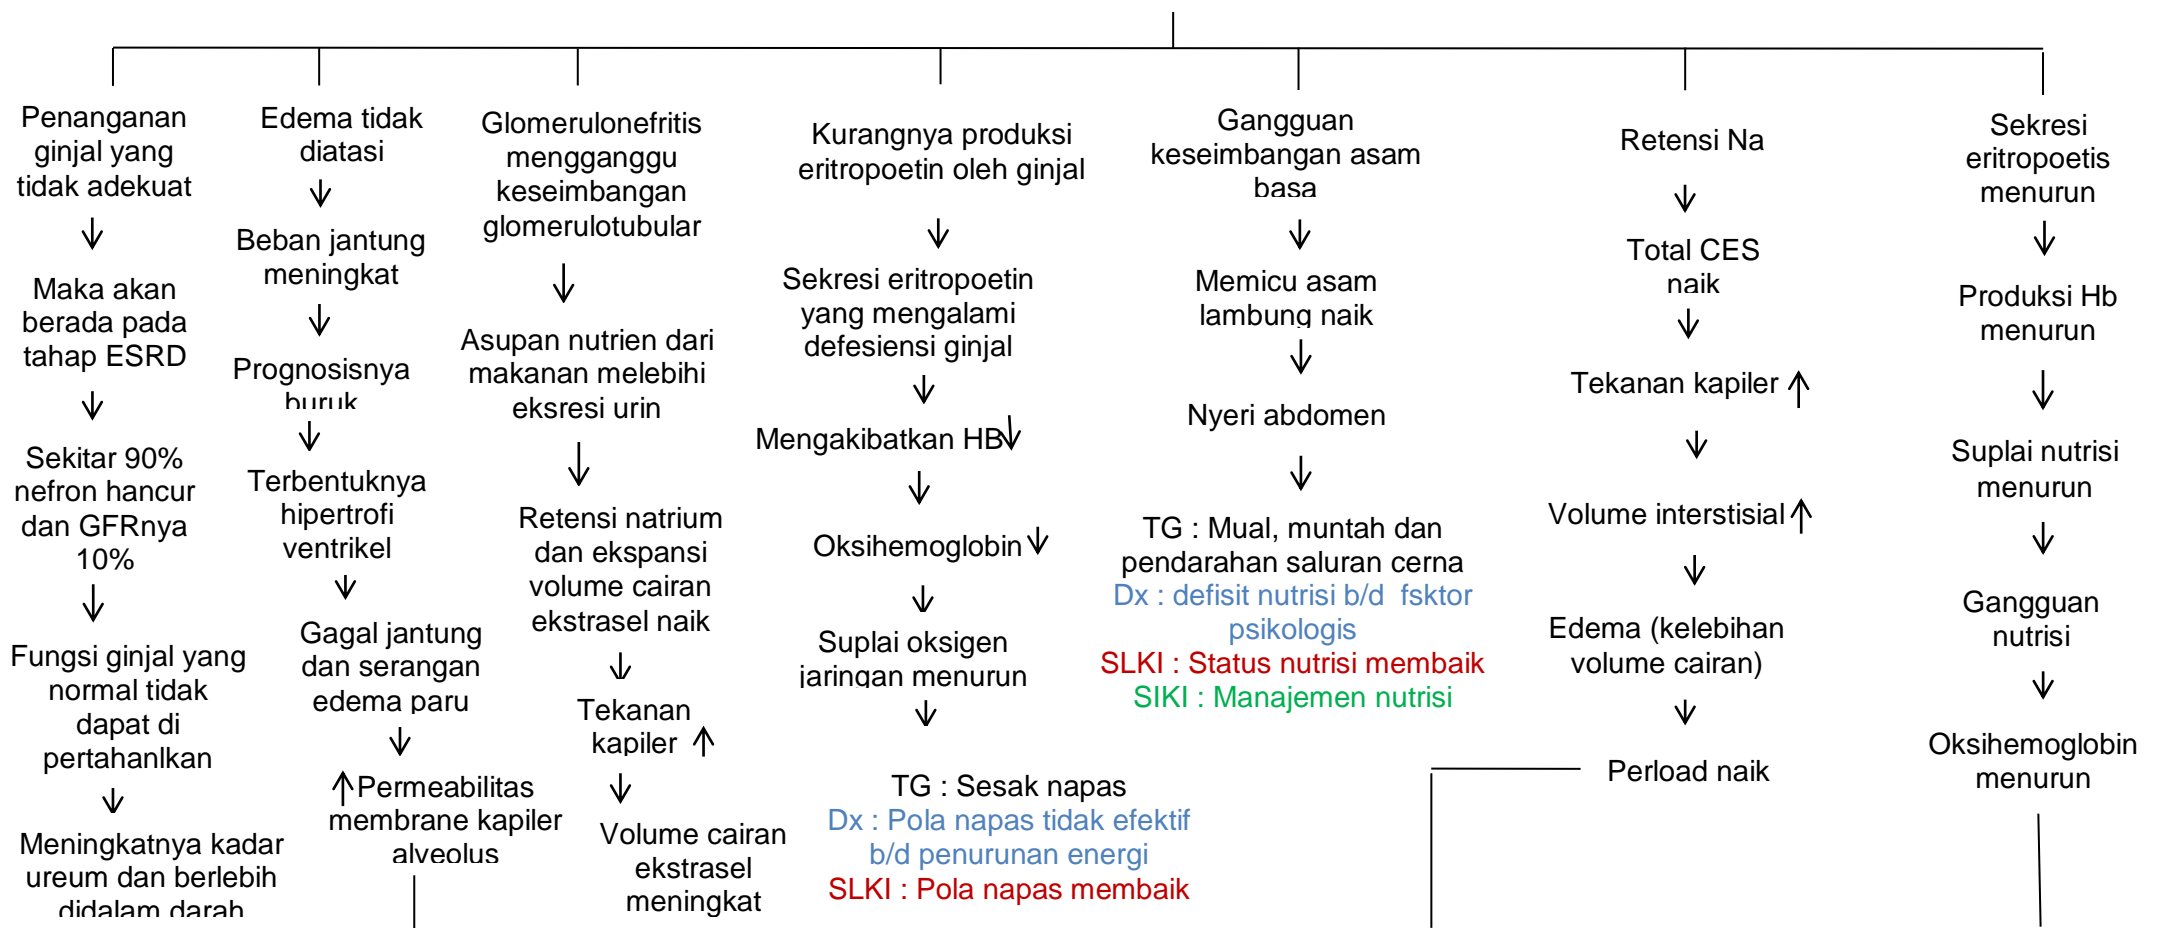 Penanganan
ginjal yang
tidak adekuat
Maka akan
berada pada
tahap ESRD
Sekitar 90%
nefron hancur
dan GFRnya
10%
Fungsi ginjal yang
normal tidak
dapat di
pertahanlkan
Meningkatnya kadar
ureum dan berlebih
didalam darah
Edema tidak
diatasi
Beban jantung
meningkat
Prognosisnya
buruk
Terbentuknya
hipertrofi
ventrikel
Gagal jantung
dan serangan
edema paru
↑Permeabilitas
membrane kapiler
alveolus
Glomerulonefritis
mengganggu
keseimbangan
glomerulotubular
Asupan nutrien dari
makanan melebihi
eksresi urin
Retensi natrium
dan ekspansi
volume cairan
ekstrasel naik
Tekanan
kapiler ↑
Volume cairan
ekstrasel
meningkat
Kurangnya produksi
eritropoetin oleh ginjal
Sekresi eritropoetin
yang mengalami
defesiensi ginjal
Mengakibatkan HB↓
Oksihemoglobin↓
Suplai oksigen
jaringan menurun
TG : Sesak napas
Dx : Pola napas tidak efektif
b/d penurunan energi
SLKI : Pola napas membaik
Gangguan
keseimbangan asam
basa
Memicu asam
lambung naik
Nyeri abdomen
TG : Mual, muntah dan
pendarahan saluran cerna
Dx : defisit nutrisi b/d fsktor
psikologis
SLKI : Status nutrisi membaik
SIKI : Manajemen nutrisi
Retensi Na
Total CES
naik
Tekanan kapiler ↑
Volume interstisial↑
Edema (kelebihan
volume cairan)
Perload naik
Sekresi
eritropoetis
menurun
Produksi Hb
menurun
Suplai nutrisi
menurun
Gangguan
nutrisi
Oksihemoglobin
menurun